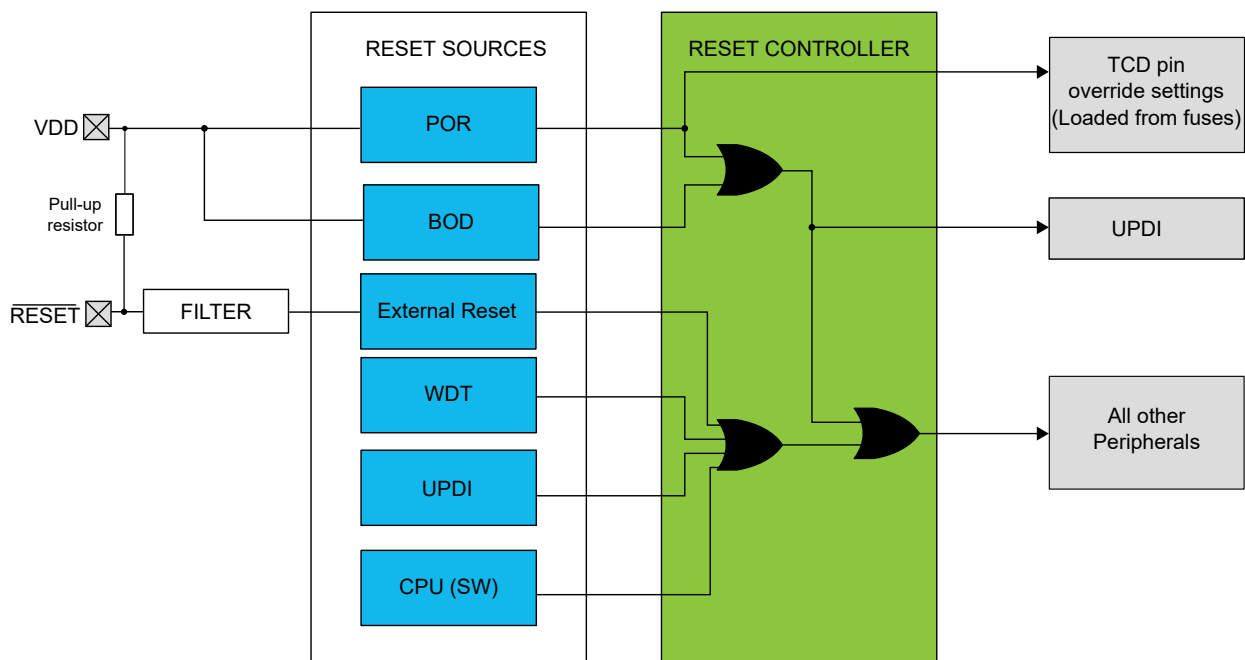 RESET SOURCES
RESET CONTROLLER
TCD pin
override settings
(Loaded from fuses)
VDD
POR
Pull-up
resistor
BOD
UPDI
RESET
FILTER
External Reset
WDT
All other
Peripherals
UPDI
CPU (SW)